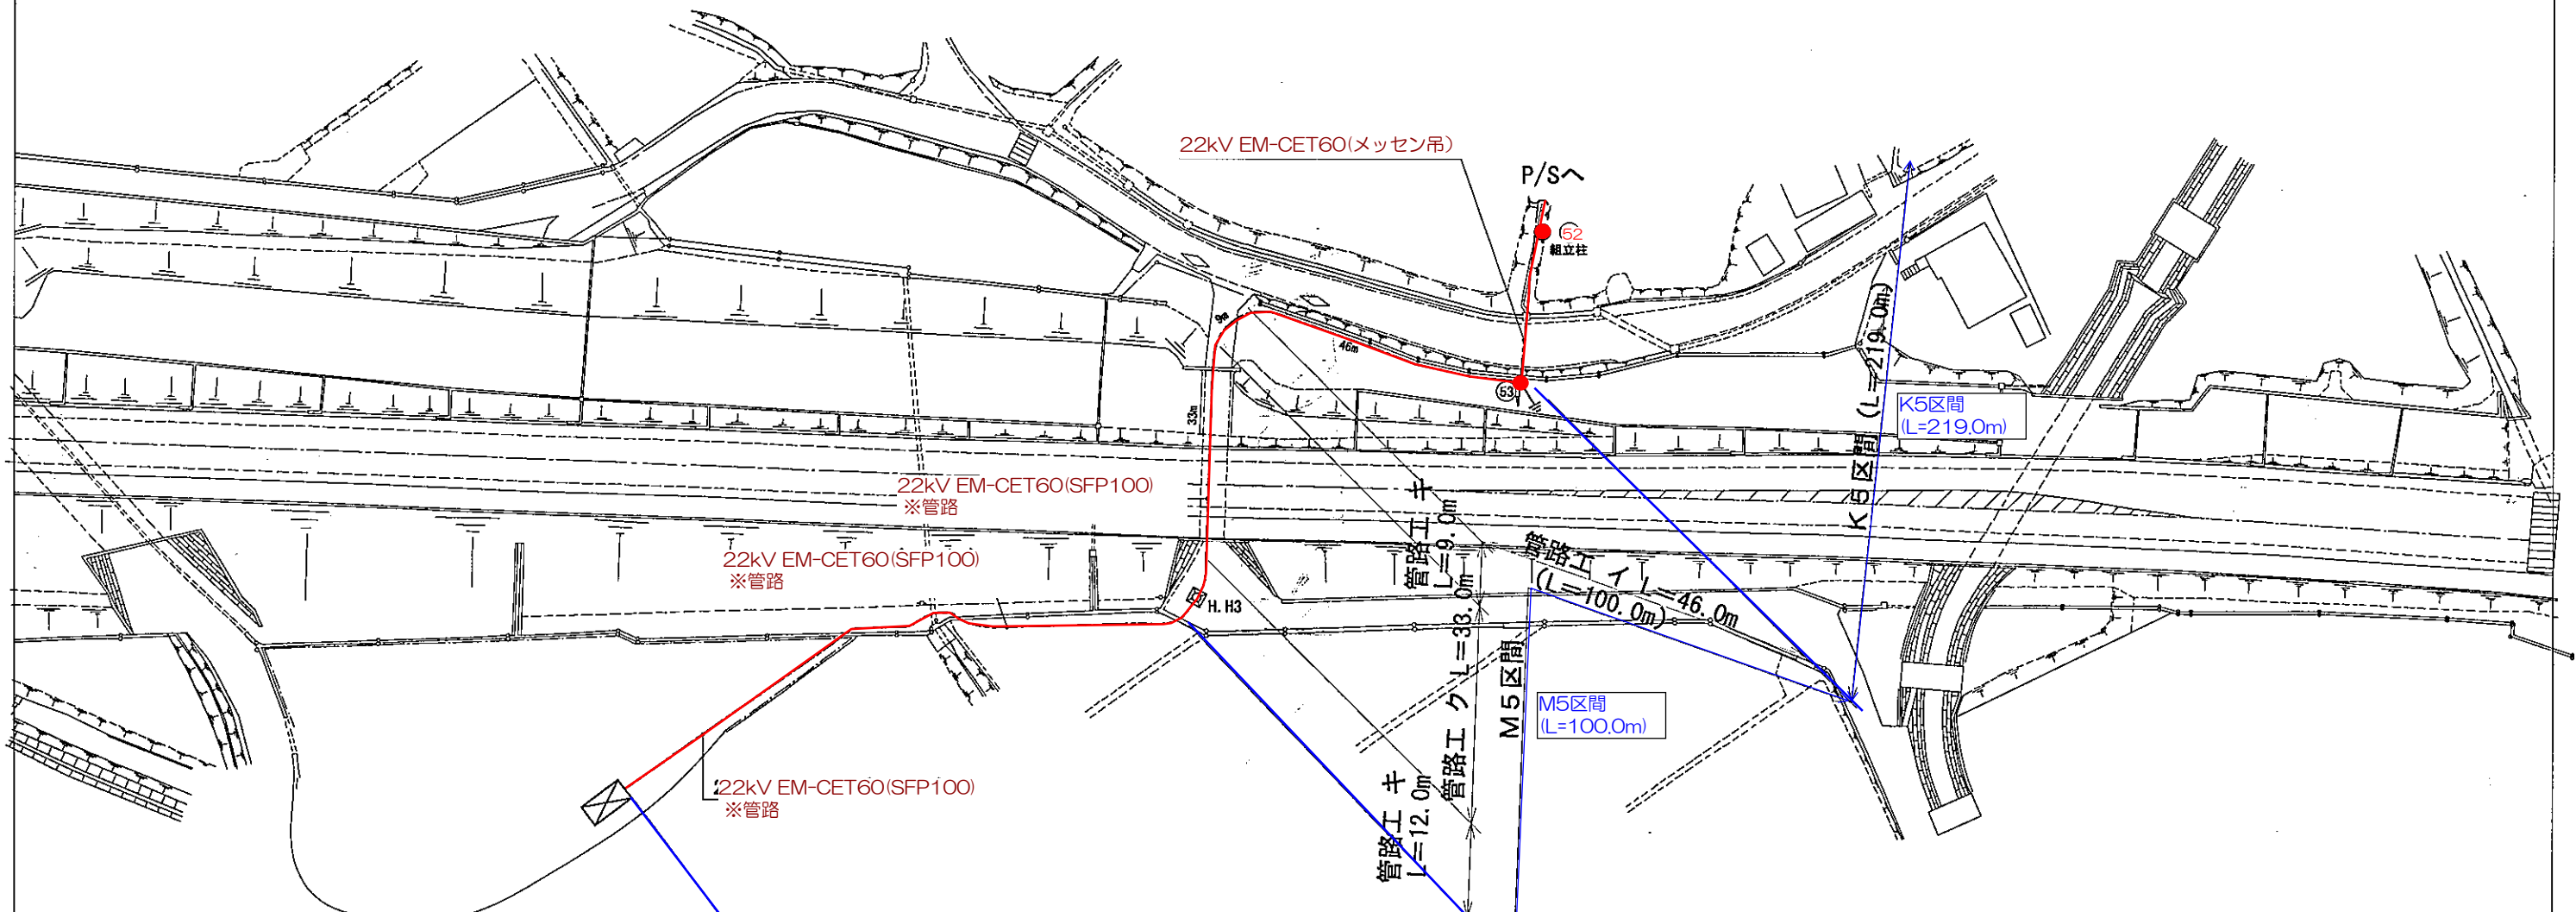 22kV EM-CET60(メッセン吊)
P/Sへ
52
組立柱
9m
46m
53
33m
K5区間 (L=219.0m)
K5区間
(L=219.0m)
22kV EM-CET60(SFP100)
※管路
22kV EM-CET60(SFP100)
※管路
H.H3
管路工 キ
L=9.0m
管路工 イ L=46.0m
(L=100.0m)
管路工 ク L=33.0m
M5区間
M5区間
(L=100.0m)
22kV EM-CET60(SFP100)
※管路
管路工 キ
L=12.0m